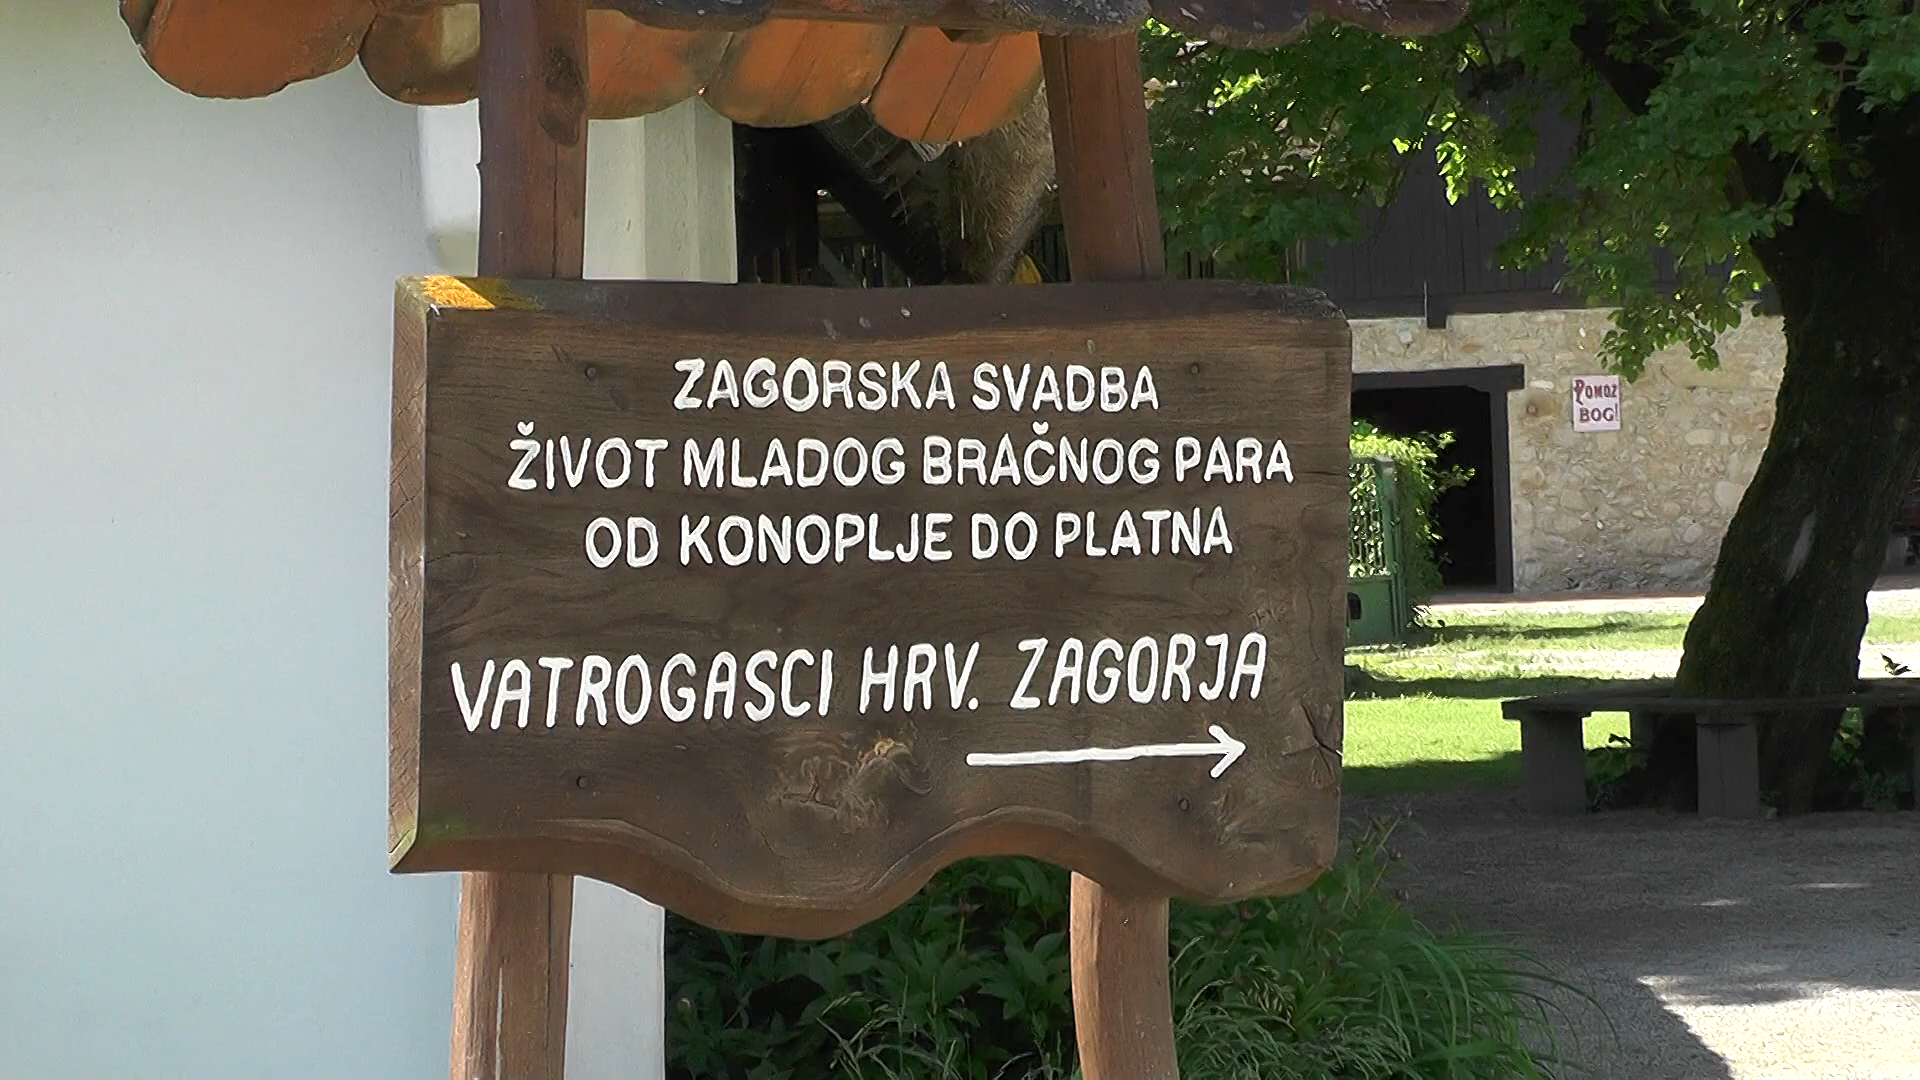 ZAGORSKA SVADBA
ŽIVOT MLADOG BRAČNOG PARA
OD KONOPLJE DO PLATNA
VATROGASCI HRV. ZAGORJA
POMOZ
BOG!